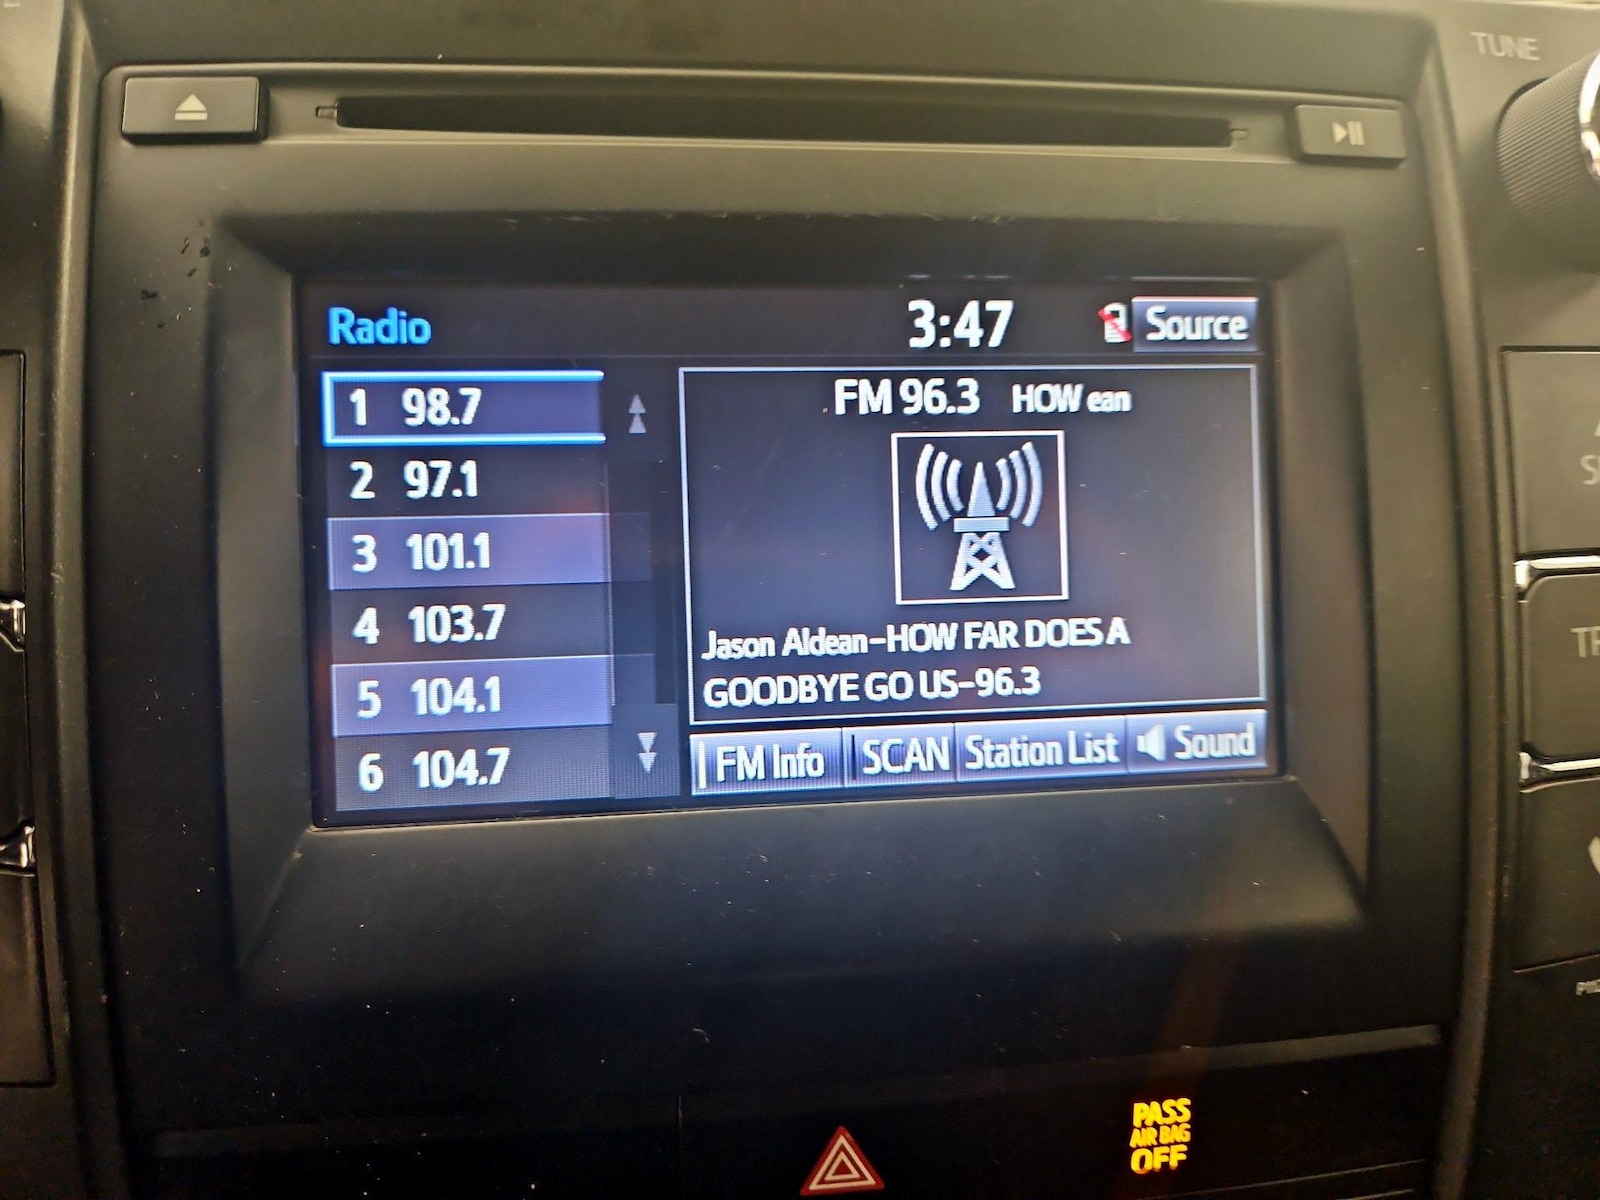 TUNE
Radio
3:47
Source
1 98.7
2 97.1
3 101.1
4 103.7
5 104.1
6 104.7
FM 96.3 HOW ean
Jason Aldean-HOW FAR DOES A
GOODBYE GO US-96.3
FM Info
SCAN
Station List
Sound
PASS
AIR BAG
OFF